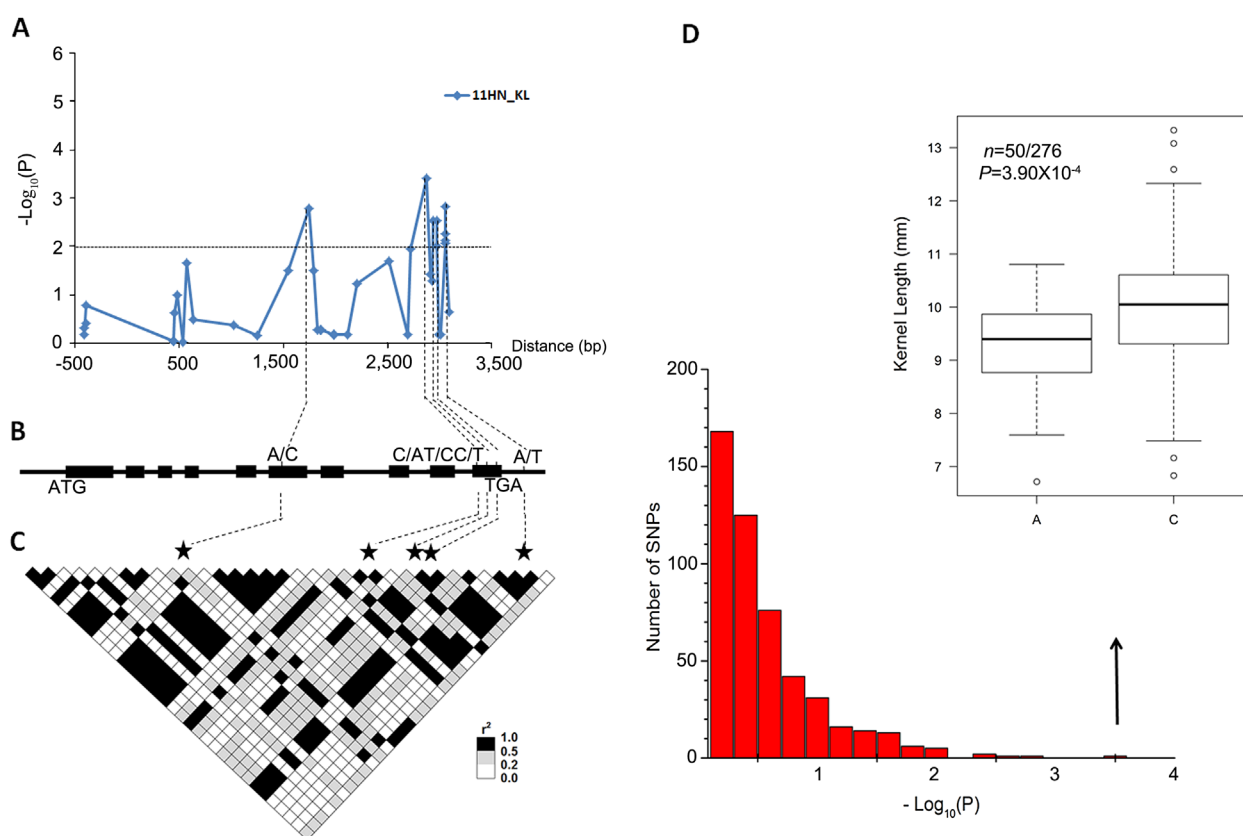 A
6
5
4
3
2
1
0
-Log10(P)
11HN_KL
-500
500
1,500
2,500
3,500
Distance (bp)
B
A/C
C/AT/CC/T
A/T
ATG
TGA
C
r2
1.0
0.5
0.2
0.0
D
n=50/276
P=3.90X10-4
13
12
11
10
9
8
7
Kernel Length (mm)
A
C
200
150
100
50
0
Number of SNPs
1
2
3
4
- Log10(P)